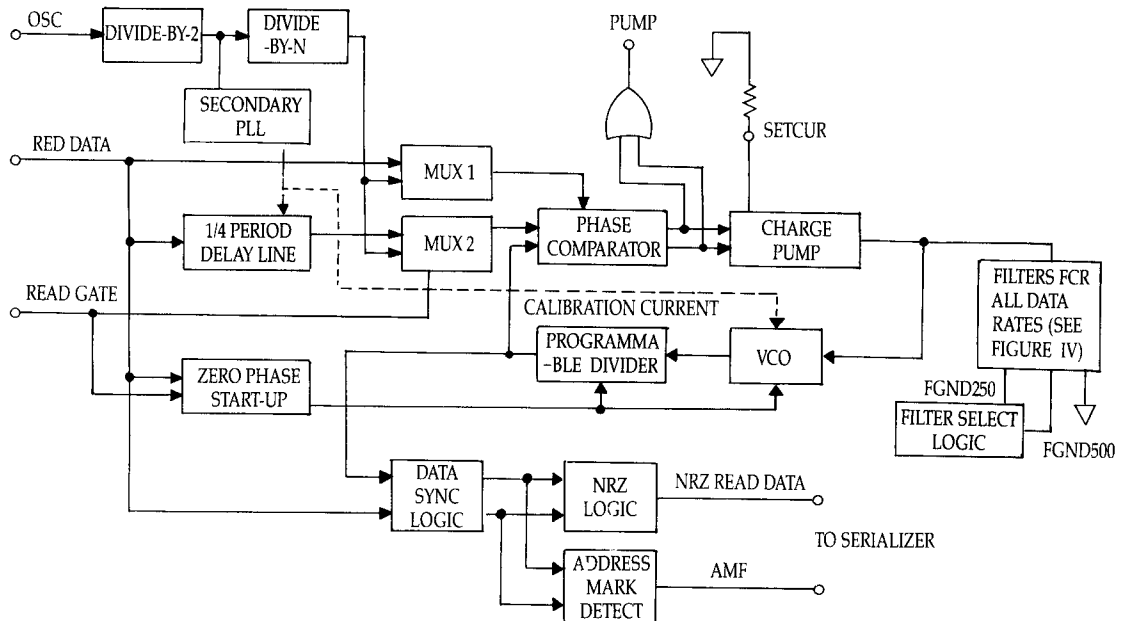 OSC
DIVIDE-BY-2
DIVIDE
-BY-N
PUMP
SECONDARY
PLL
SETCUR
RED DATA
MUX 1
1/4 PERIOD
DELAY LINE
MUX 2
PHASE
COMPARATOR
CHARGE
PUMP
READ GATE
CALIBRATION CURRENT
FILTERS FCR
ALL DATA
RATES (SEE
FIGURE IV)
PROGRAMMA
-BLE DIVIDER
VCO
ZERO PHASE
START-UP
FGND250
FILTER SELECT
LOGIC
FGND500
DATA
SYNC
LOGIC
NRZ
LOGIC
NRZ READ DATA
TO SERIALIZER
ADDRESS
MARK
DETECT
AMF